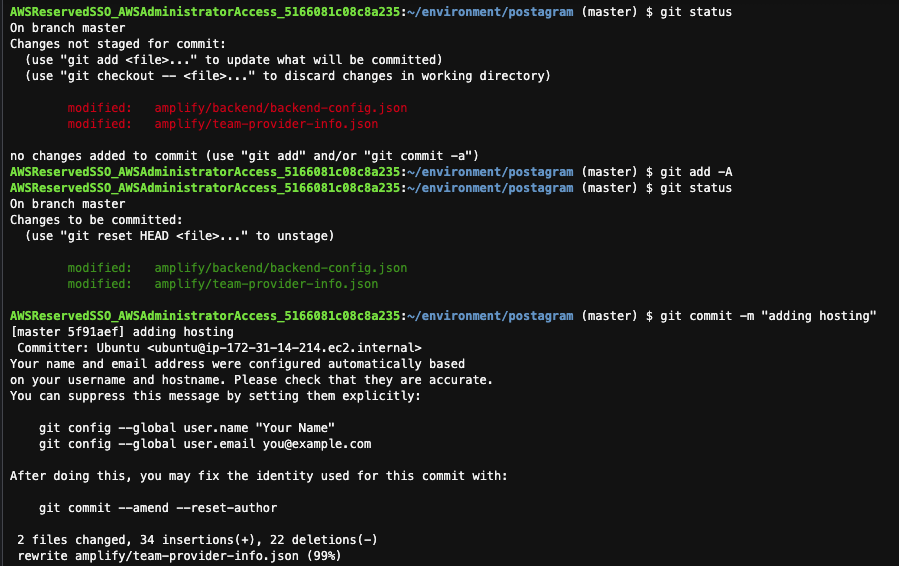 AWSReservedSSO_AWSAdministratorAccess_5166081c08c8a235:~/environment/postagram (master) $ git status
On branch master
Changes not staged for commit:
  (use "git add <file>..." to update what will be committed)
  (use "git checkout -- <file>..." to discard changes in working directory)

        modified:   amplify/backend/backend-config.json
        modified:   amplify/team-provider-info.json

no changes added to commit (use "git add" and/or "git commit -a")
AWSReservedSSO_AWSAdministratorAccess_5166081c08c8a235:~/environment/postagram (master) $ git add -A
AWSReservedSSO_AWSAdministratorAccess_5166081c08c8a235:~/environment/postagram (master) $ git status
On branch master
Changes to be committed:
  (use "git reset HEAD <file>..." to unstage)

        modified:   amplify/backend/backend-config.json
        modified:   amplify/team-provider-info.json

AWSReservedSSO_AWSAdministratorAccess_5166081c08c8a235:~/environment/postagram (master) $ git commit -m "adding hosting"
[master 5f91aef] adding hosting
 Committer: Ubuntu <ubuntu@ip-172-31-14-214.ec2.internal>
Your name and email address were configured automatically based
on your username and hostname. Please check that they are accurate.
You can suppress this message by setting them explicitly:

    git config --global user.name "Your Name"
    git config --global user.email you@example.com

After doing this, you may fix the identity used for this commit with:

    git commit --amend --reset-author

 2 files changed, 34 insertions(+), 22 deletions(-)
 rewrite amplify/team-provider-info.json (99%)